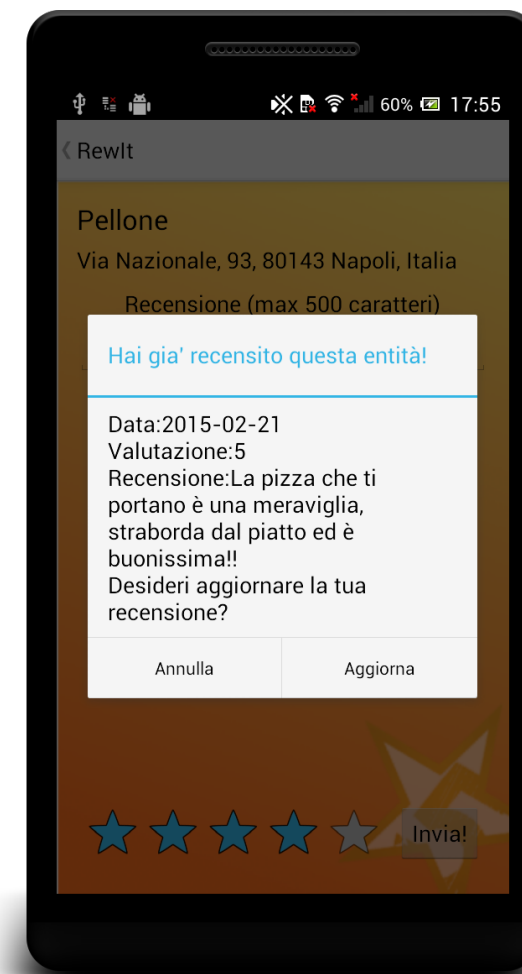 60% 17:55
RewIt
Pellone
Via Nazionale, 93, 80143 Napoli, Italia
Recensione (max 500 caratteri)
Hai gia' recensito questa entità!
Data:2015-02-21
Valutazione:5
Recensione:La pizza che ti
portano è una meraviglia,
straborda dal piatto ed è
buonissima!!
Desideri aggiornare la tua
recensione?
Annulla Aggiorna
Invia!